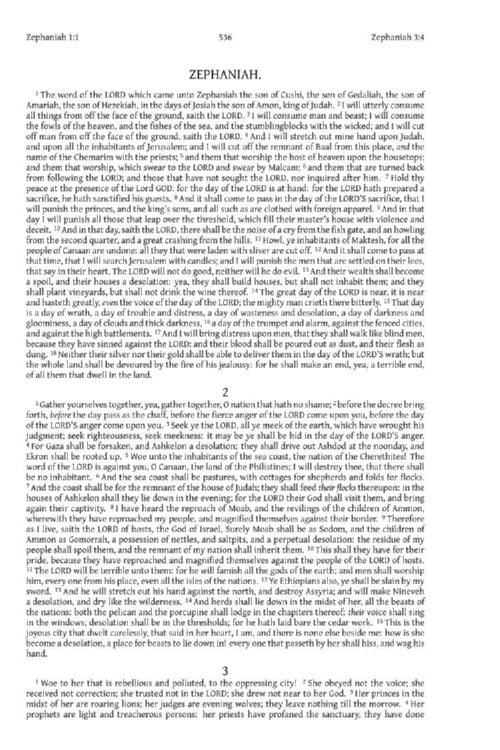 Zephaniah 1:1 536 Zephaniah 3:4
ZEPHANIAH.
1 The word of the LORD which came unto Zephaniah the son of Cushi, the son of Gedaliah, the son of
Amariah, the son of Hezekiah, in the days of Josiah the son of Amon, king of Judah. 2 I will utterly consume
all things from off the face of the ground, saith the LORD. 3 I will consume man and beast; I will consume
the fowls of the heaven, and the fishes of the sea, and the stumblingblocks with the wicked; and I will cut
off man from off the face of the ground, saith the LORD. 4 And I will stretch out mine hand upon Judah,
and upon all the inhabitants of Jerusalem; and I will cut off the remnant of Baal from this place, and the
name of the Chemarim with the priests; 5 and them that worship the host of heaven upon the housetops;
and them that worship, which swear to the LORD and swear by Malcam; 6 and them that are turned back
from following the LORD; and those that have not sought the LORD, nor inquired after him. 7 Hold thy
peace at the presence of the Lord GOD: for the day of the LORD is at hand: for the LORD hath prepared a
sacrifice, he hath sanctified his guests. 8 And it shall come to pass in the day of the LORD'S sacrifice, that I
will punish the princes, and the king's sons, and all such as are clothed with foreign apparel. 9 And in that
day I will punish all those that leap over the threshold, which fill their master's house with violence and
deceit. 10 And in that day, saith the LORD, there shall be the noise of a cry from the fish gate, and an howling
from the second quarter, and a great crashing from the hills. 11 Howl, ye inhabitants of Maktesh, for all the
people of Canaan are undone: all they that were laden with silver are cut off. 12 And it shall come to pass at
that time, that I will search Jerusalem with candles; and I will punish the men that are settled on their lees,
that say in their heart, The LORD will not do good, neither will he do evil. 13 And their wealth shall become
a spoil, and their houses a desolation: yea, they shall build houses, but shall not inhabit them; and they
shall plant vineyards, but shall not drink the wine thereof. 14 The great day of the LORD is near, it is near
and hasteth greatly, even the voice of the day of the LORD; the mighty man crieth there bitterly. 15 That day
is a day of wrath, a day of trouble and distress, a day of wasteness and desolation, a day of darkness and
gloominess, a day of clouds and thick darkness, 16 a day of the trumpet and alarm, against the fenced cities,
and against the high battlements. 17 And I will bring distress upon men, that they shall walk like blind men,
because they have sinned against the LORD: and their blood shall be poured out as dust, and their flesh as
dung. 18 Neither their silver nor their gold shall be able to deliver them in the day of the LORD'S wrath; but
the whole land shall be devoured by the fire of his jealousy: for he shall make an end, yea, a terrible end,
of all them that dwell in the land.
2
1 Gather yourselves together, yea, gather together, O nation that hath no shame; 2 before the decree bring
forth, before the day pass as the chaff, before the fierce anger of the LORD come upon you, before the day
of the LORD'S anger come upon you. 3 Seek ye the LORD, all ye meek of the earth, which have wrought his
judgment; seek righteousness, seek meekness: it may be ye shall be hid in the day of the LORD'S anger.
4 For Gaza shall be forsaken, and Ashkelon a desolation: they shall drive out Ashdod at the noonday, and
Ekron shall be rooted up. 5 Woe unto the inhabitants of the sea coast, the nation of the Cherethites! The
word of the LORD is against you, O Canaan, the land of the Philistines; I will destroy thee, that there shall
be no inhabitant. 6 And the sea coast shall be pastures, with cottages for shepherds and folds for flocks.
7 And the coast shall be for the remnant of the house of Judah; they shall feed their flocks thereupon: in the
houses of Ashkelon shall they lie down in the evening; for the LORD their God shall visit them, and bring
again their captivity. 8 I have heard the reproach of Moab, and the revilings of the children of Ammon,
wherewith they have reproached my people, and magnified themselves against their border. 9 Therefore
as I live, saith the LORD of hosts, the God of Israel, Surely Moab shall be as Sodom, and the children of
Ammon as Gomorrah, a possession of nettles, and saltpits, and a perpetual desolation: the residue of my
people shall spoil them, and the remnant of my nation shall inherit them. 10 This shall they have for their
pride, because they have reproached and magnified themselves against the people of the LORD of hosts.
11 The LORD will be terrible unto them: for he will famish all the gods of the earth; and men shall worship
him, every one from his place, even all the isles of the nations. 12 Ye Ethiopians also, ye shall be slain by my
sword. 13 And he will stretch out his hand against the north, and destroy Assyria; and will make Nineveh
a desolation, and dry like the wilderness. 14 And herds shall lie down in the midst of her, all the beasts of
the nations: both the pelican and the porcupine shall lodge in the chapiters thereof: their voice shall sing
in the windows; desolation shall be in the thresholds; for he hath laid bare the cedar work. 15 This is the
joyous city that dwelt carelessly, that said in her heart, I am, and there is none else beside me: how is she
become a desolation, a place for beasts to lie down in! every one that passeth by her shall hiss, and wag his
hand.
3
1 Woe to her that is rebellious and polluted, to the oppressing city! 2 She obeyed not the voice; she
received not correction; she trusted not in the LORD; she drew not near to her God. 3 Her princes in the
midst of her are roaring lions; her judges are evening wolves; they leave nothing till the morrow. 4 Her
prophets are light and treacherous persons: her priests have profaned the sanctuary, they have done